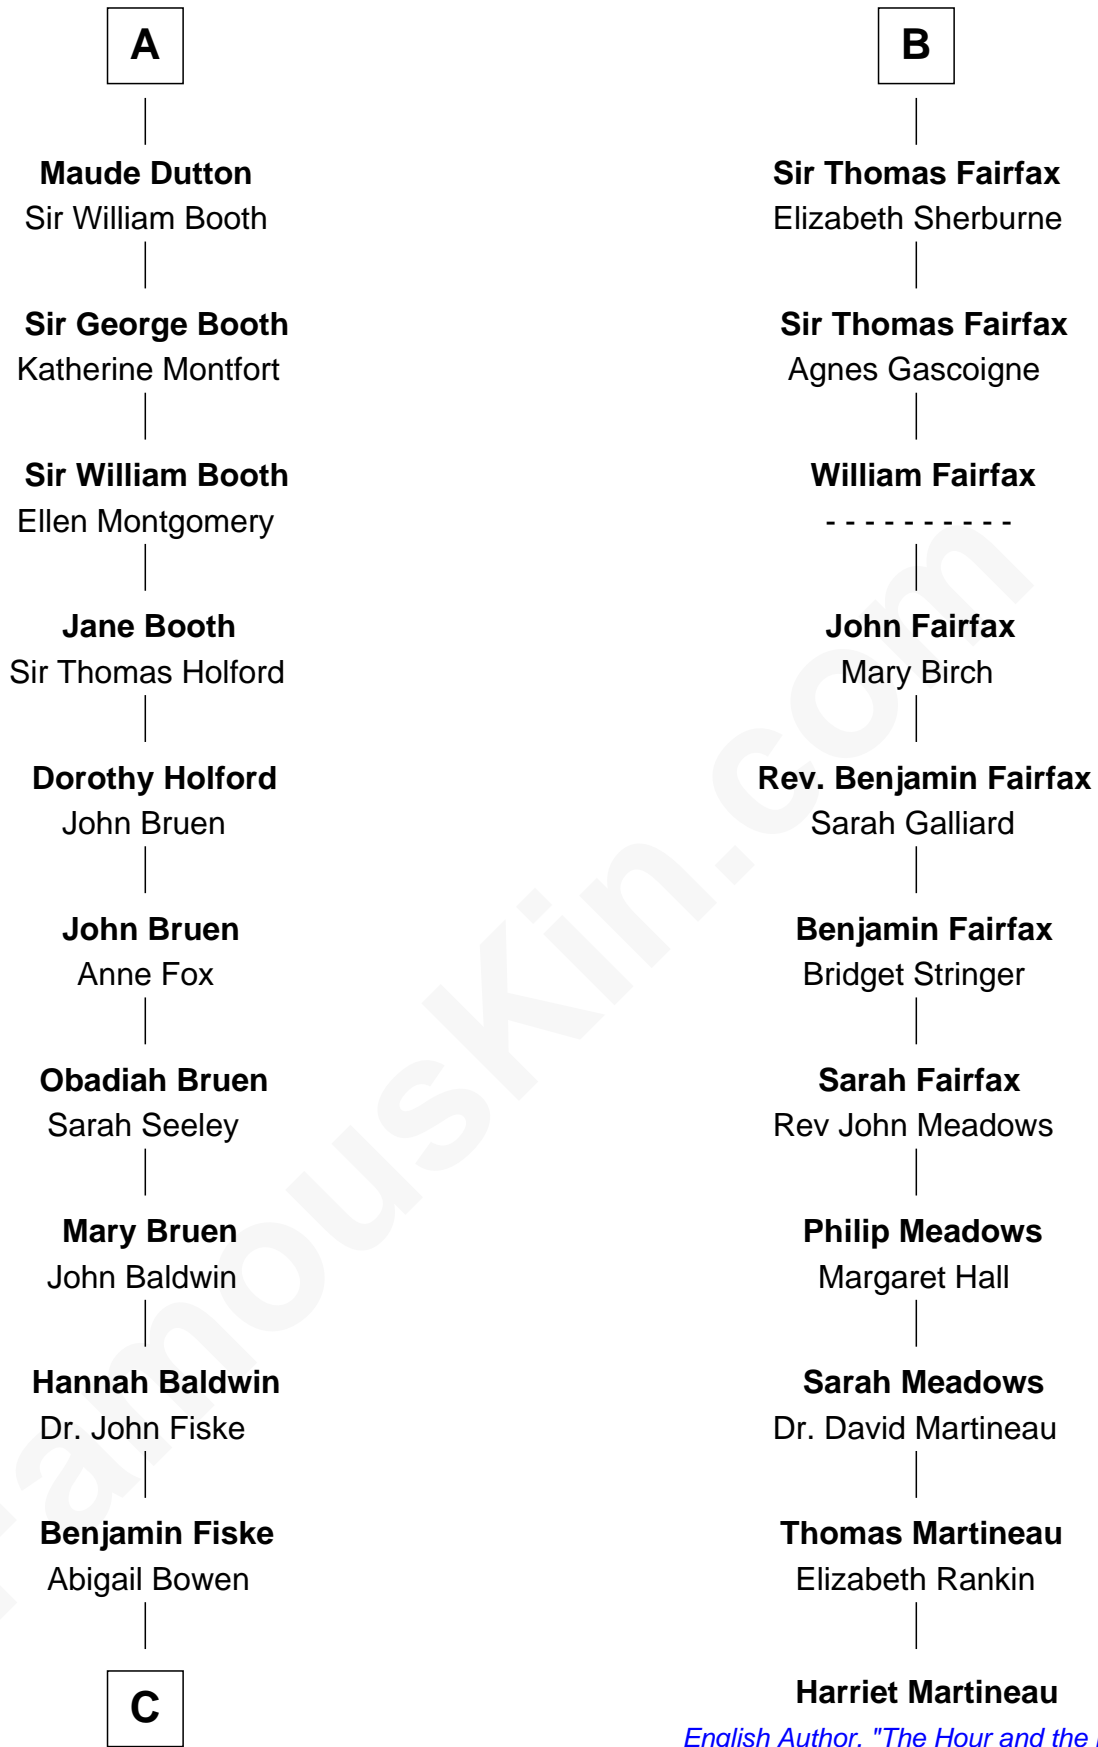 A
Maude Dutton
Sir William Booth
Sir George Booth
Katherine Montfort
Sir William Booth
Ellen Montgomery
Jane Booth
Sir Thomas Holford
Dorothy Holford
John Bruen
John Bruen
Anne Fox
Obadiah Bruen
Sarah Seeley
Mary Bruen
John Baldwin
Hannah Baldwin
Dr. John Fiske
Benjamin Fiske
Abigail Bowen
C
B
Sir Thomas Fairfax
Elizabeth Sherburne
Sir Thomas Fairfax
Agnes Gascoigne
William Fairfax
- - - - - - - - - -
John Fairfax
Mary Birch
Rev. Benjamin Fairfax
Sarah Galliard
Benjamin Fairfax
Bridget Stringer
Sarah Fairfax
Rev John Meadows
Philip Meadows
Margaret Hall
Sarah Meadows
Dr. David Martineau
Thomas Martineau
Elizabeth Rankin
Harriet Martineau
English Author, "The Hour and the
FamousKin.com